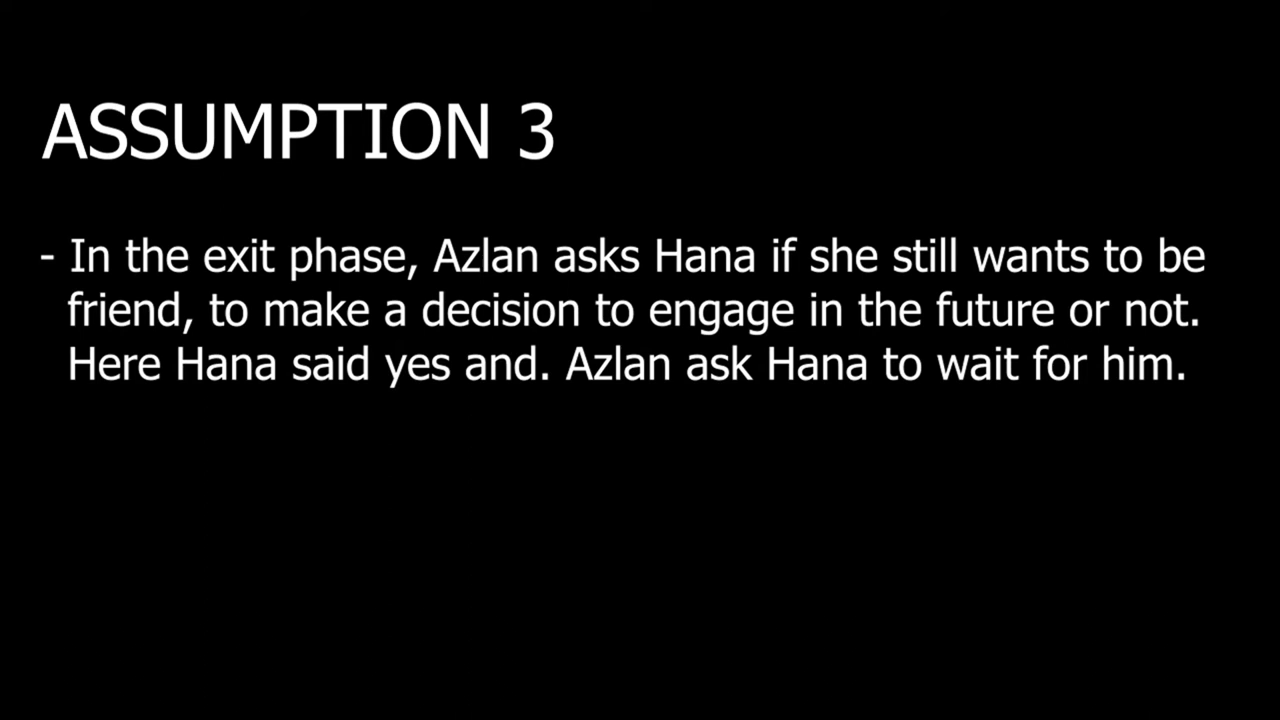 ASSUMPTION 3
- In the exit phase, Azlan asks Hana if she still wants to be
friend, to make a decision to engage in the future or not.
Here Hana said yes and. Azlan ask Hana to wait for him.